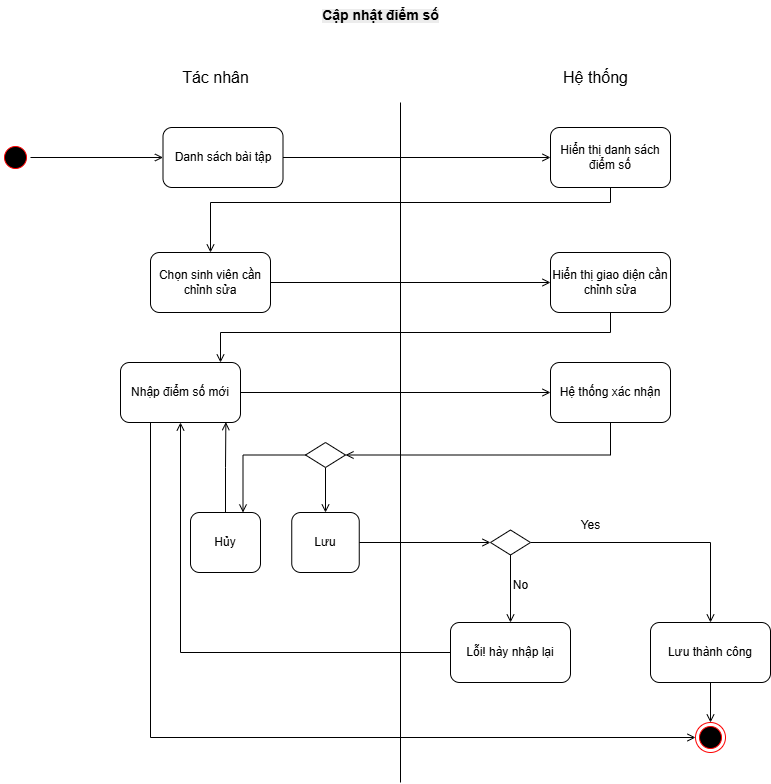 Cập nhật điểm số
Tác nhân
Hệ thống
Danh sách bài tập
Hiển thị danh sách
điểm số
Chọn sinh viên cần
chỉnh sửa
Hiển thị giao diện cần
chỉnh sửa
Nhập điểm số mới
Hệ thống xác nhận
Hủy
Lưu
Yes
No
Lỗi! hảy nhập lại
Lưu thành công